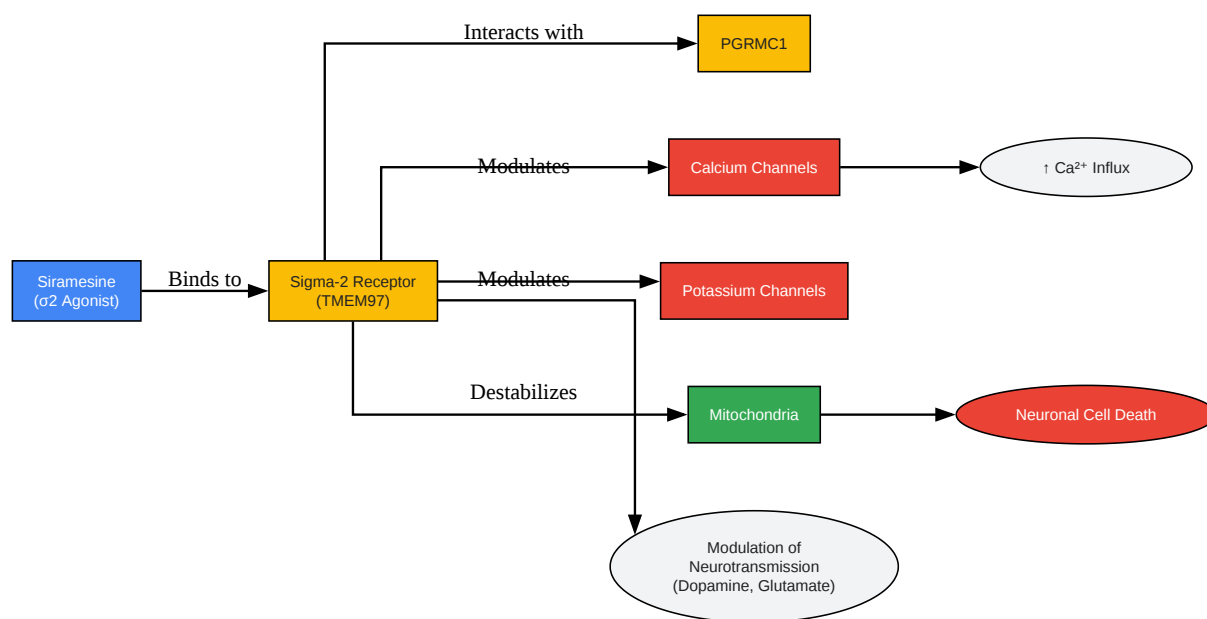 Interacts with
PGRMC1
Modulates
Calcium Channels
↑ Ca²⁺ Influx
Siramesine
(σ2 Agonist)
Binds to
Sigma-2 Receptor
(TMEM97)
Modulates
Potassium Channels
Destabilizes
Mitochondria
Neuronal Cell Death
Modulation of
Neurotransmission
(Dopamine, Glutamate)